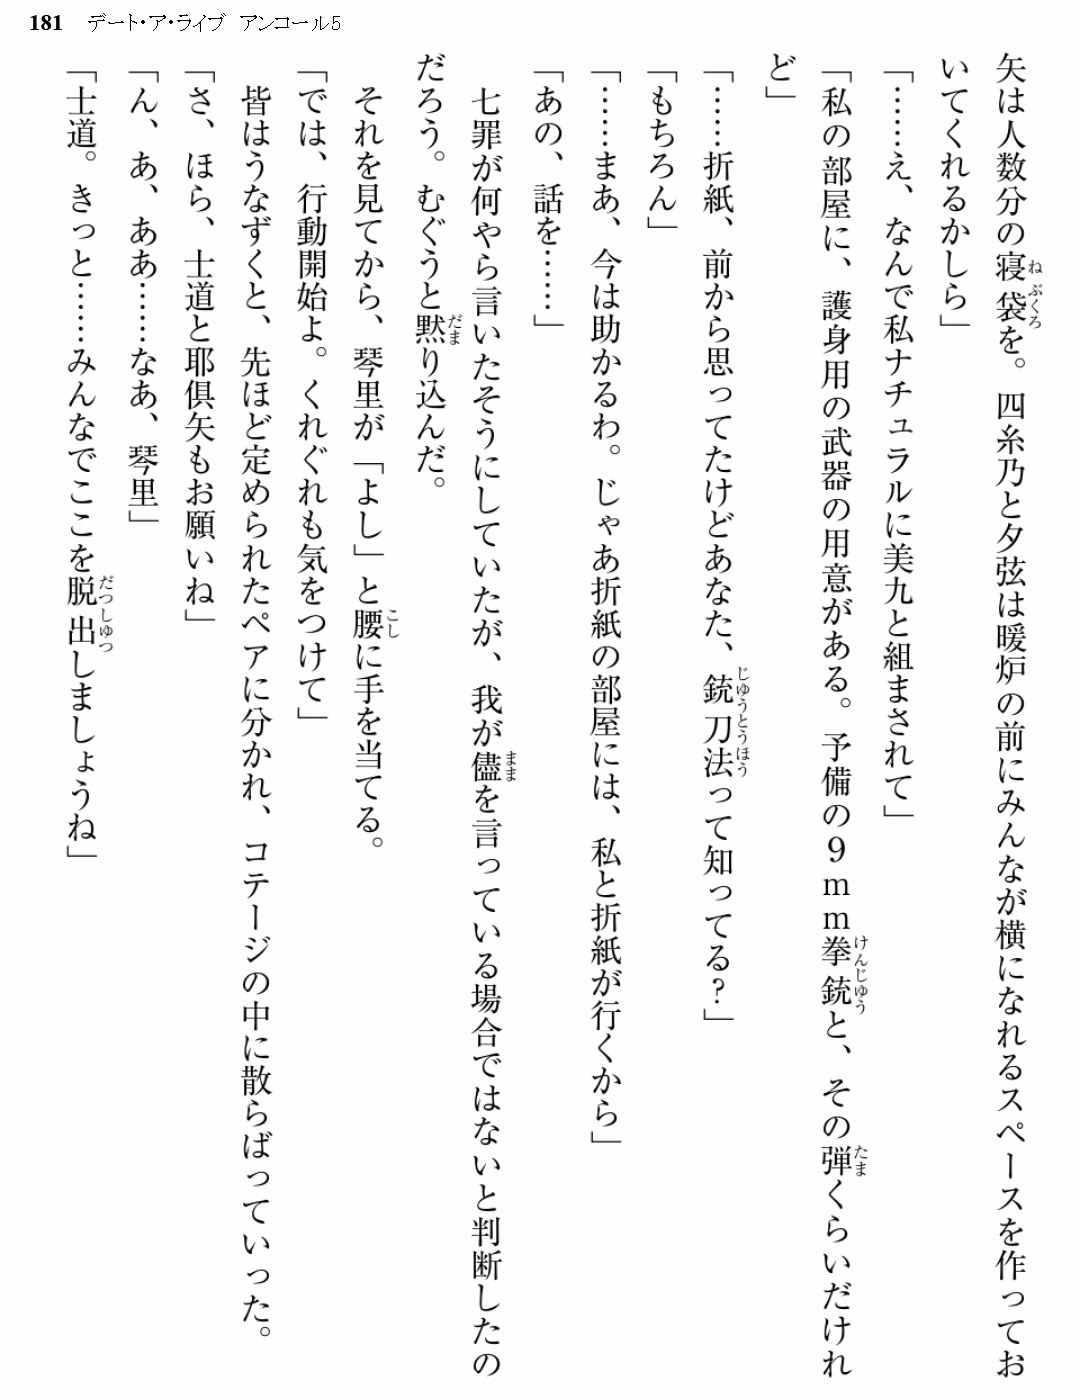 181 デート・ア・ライブ アンコール5
矢は人数分の寝袋を。四糸乃と夕弦は暖炉の前にみんなが横になれるスペースを作ってお
いてくれるかしら」
「……え、なんで私ナチュラルに美九と組まされて」
「私の部屋に、護身用の武器の用意がある。予備の9mm拳銃と、その弾くらいだけれ
ど」
「……折紙、前から思ってたけどあなた、銃刀法って知ってる?」
「もちろん」
「……まあ、今は助かるわ。じゃあ折紙の部屋には、私と折紙が行くから」
「あの、話を……」
七罪が何やら言いたそうにしていたが、我が儘を言っている場合ではないと判断したの
だろう。むぐうと黙り込んだ。
それを見てから、琴里が「よし」と腰に手を当てる。
「では、行動開始よ。くれぐれも気をつけて」
皆はうなずくと、先ほど定められたペアに分かれ、コテージの中に散らばっていった。
「さ、ほら、士道と耶倶矢もお願いね」
「ん、あ、ああ……なあ、琴里」
「士道。きっと……みんなでここを脱出しましょうね」